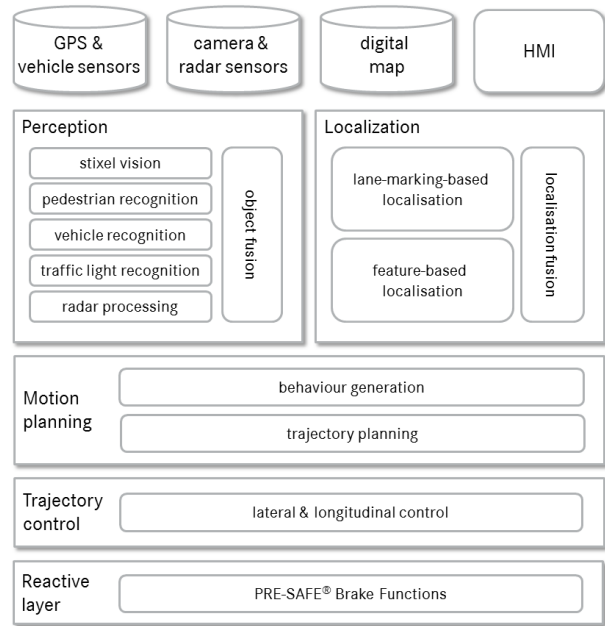 GPS &
vehicle sensors
camera &
radar sensors
digital
map
HMI
Perception
stixel vision
pedestrian recognition
vehicle recognition
traffic light recognition
radar processing
object fusion
Localization
lane-marking-based
localisation
feature-based
localisation
localisation fusion
Motion
planning
behaviour generation
trajectory planning
Trajectory
control
lateral & longitudinal control
Reactive
layer
PRE-SAFE® Brake Functions